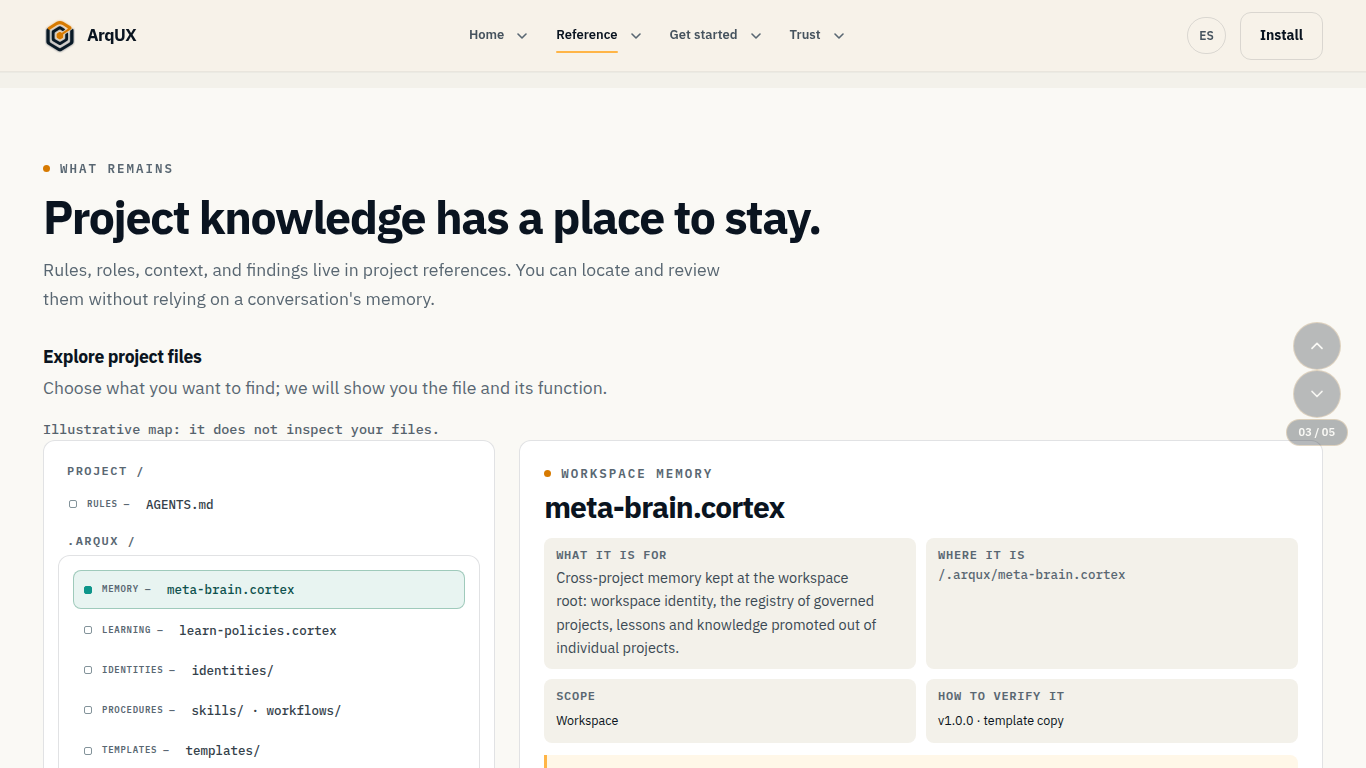 ArqUX
Home
Reference
Get started
Trust
ES
Install
WHAT REMAINS
Project knowledge has a place to stay.
Rules, roles, context, and findings live in project references. You can locate and review
them without relying on a conversation's memory.
Explore project files
Choose what you want to find; we will show you the file and its function.
Illustrative map: it does not inspect your files.
03 / 05
PROJECT /
RULES — AGENTS.md
.ARQUX /
MEMORY — meta-brain.cortex
LEARNING — learn-policies.cortex
IDENTITIES — identities/
PROCEDURES — skills/ · workflows/
TEMPLATES — templates/
WORKSPACE MEMORY
meta-brain.cortex
WHAT IT IS FOR
Cross-project memory kept at the workspace
root: workspace identity, the registry of governed
projects, lessons and knowledge promoted out of
individual projects.
WHERE IT IS
/.arqux/meta-brain.cortex
SCOPE
Workspace
HOW TO VERIFY IT
v1.0.0 · template copy